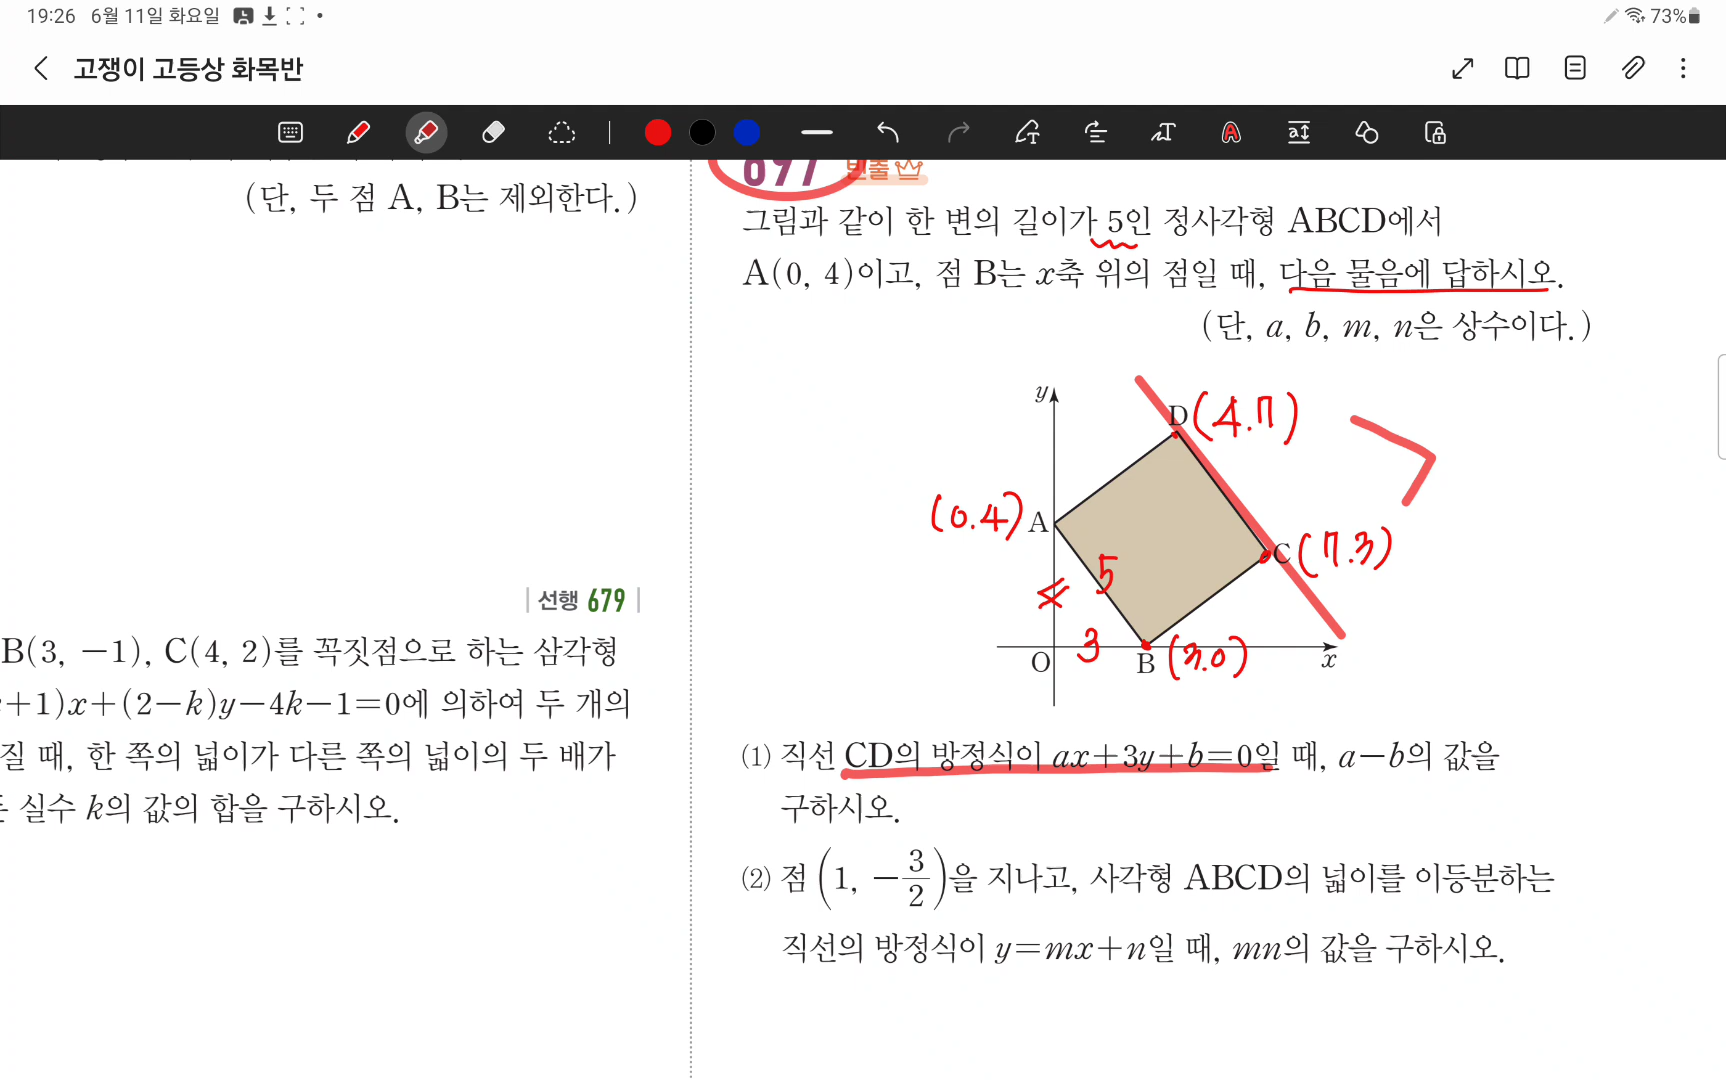 19:26 6월 11일 화요일
73%
고쟁이 고등상 화목반
(단, 두 점 A, B는 제외한다.)
선행 679
B(3, −1), C(4, 2)를 꼭짓점으로 하는 삼각형
+1)x+(2−k)y−4k−1=0에 의하여 두 개의
질 때, 한 쪽의 넓이가 다른 쪽의 넓이의 두 배가
실수 k의 값의 합을 구하시오.
697 빈출
그림과 같이 한 변의 길이가 5인 정사각형 ABCD에서
A(0, 4)이고, 점 B는 x축 위의 점일 때, 다음 물음에 답하시오.
(단, a, b, m, n은 상수이다.)
y
D (4.7)
(0.4) A
5
C (7.3)
3
O B (3.0) x
(1) 직선 CD의 방정식이 ax+3y+b=0일 때, a−b의 값을
구하시오.
(2) 점 (1, −3/2)을 지나고, 사각형 ABCD의 넓이를 이등분하는
직선의 방정식이 y=mx+n일 때, mn의 값을 구하시오.